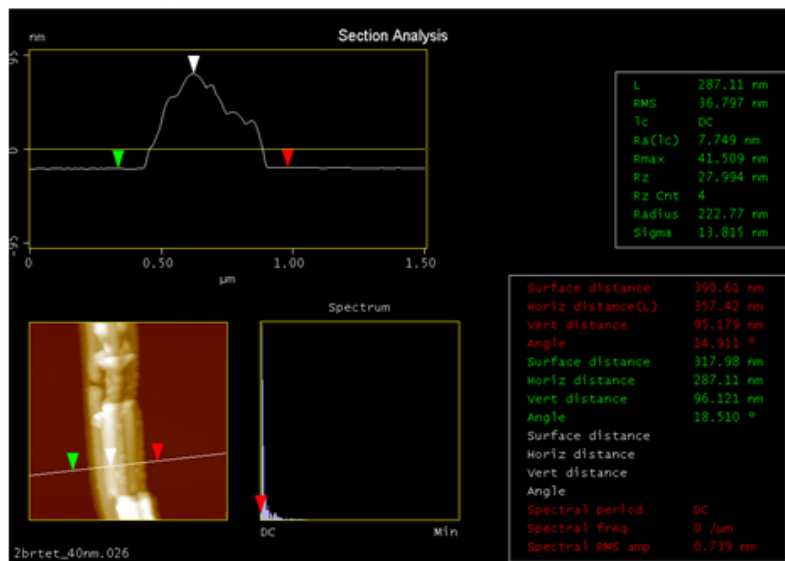 Section Analysis
nm
95
0
-95
0 0.50 1.00 1.50
µm
L 287.11 nm
RMS 36.797 nm
lc DC
Ra(lc) 7.749 nm
Rmax 41.509 nm
Rz 27.994 nm
Rz Cnt 4
Radius 222.77 nm
Sigma 13.815 nm
Surface distance 390.61 nm
Horiz distance(L) 357.42 nm
Vert distance 95.179 nm
Angle 14.911 °
Surface distance 317.98 nm
Horiz distance 287.11 nm
Vert distance 96.121 nm
Angle 18.510 °
Surface distance
Horiz distance
Vert distance
Angle
Spectral period DC
Spectral freq 0 /µm
Spectral RMS amp 0.739 nm
Spectrum
DC Min
2brtet_40nm.026